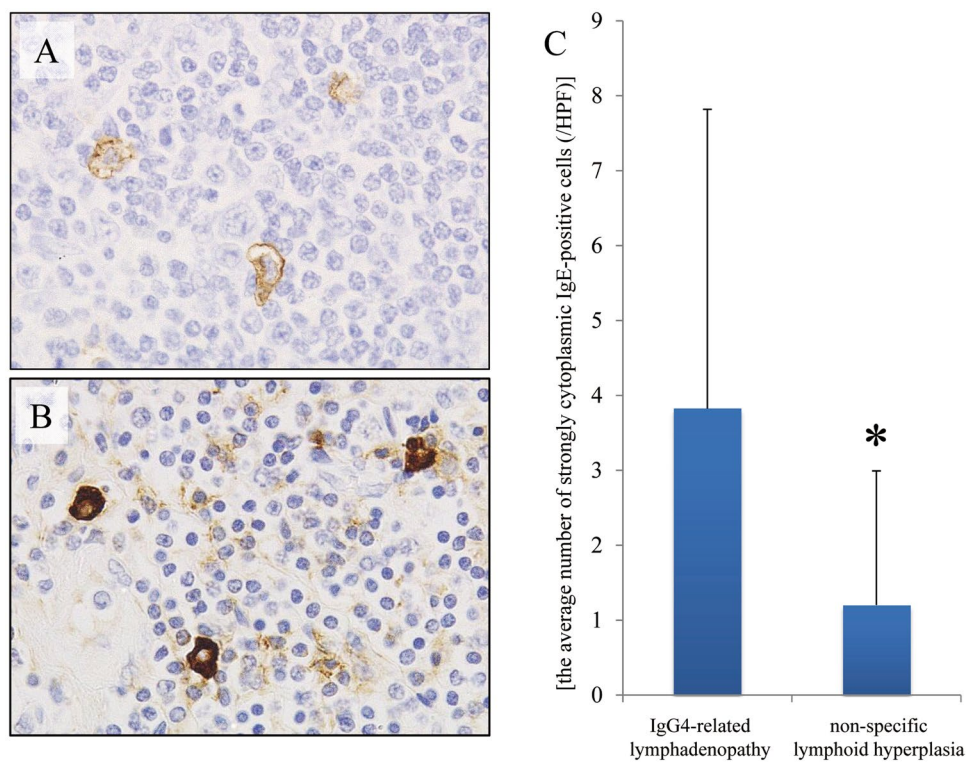 A
B
C
[the average number of strongly cytoplasmic IgE-positive cells (/HPF)]
9
8
7
6
5
4
3
2
1
0
*
IgG4-related
lymphadenopathy
non-specific
lymphoid hyperplasia